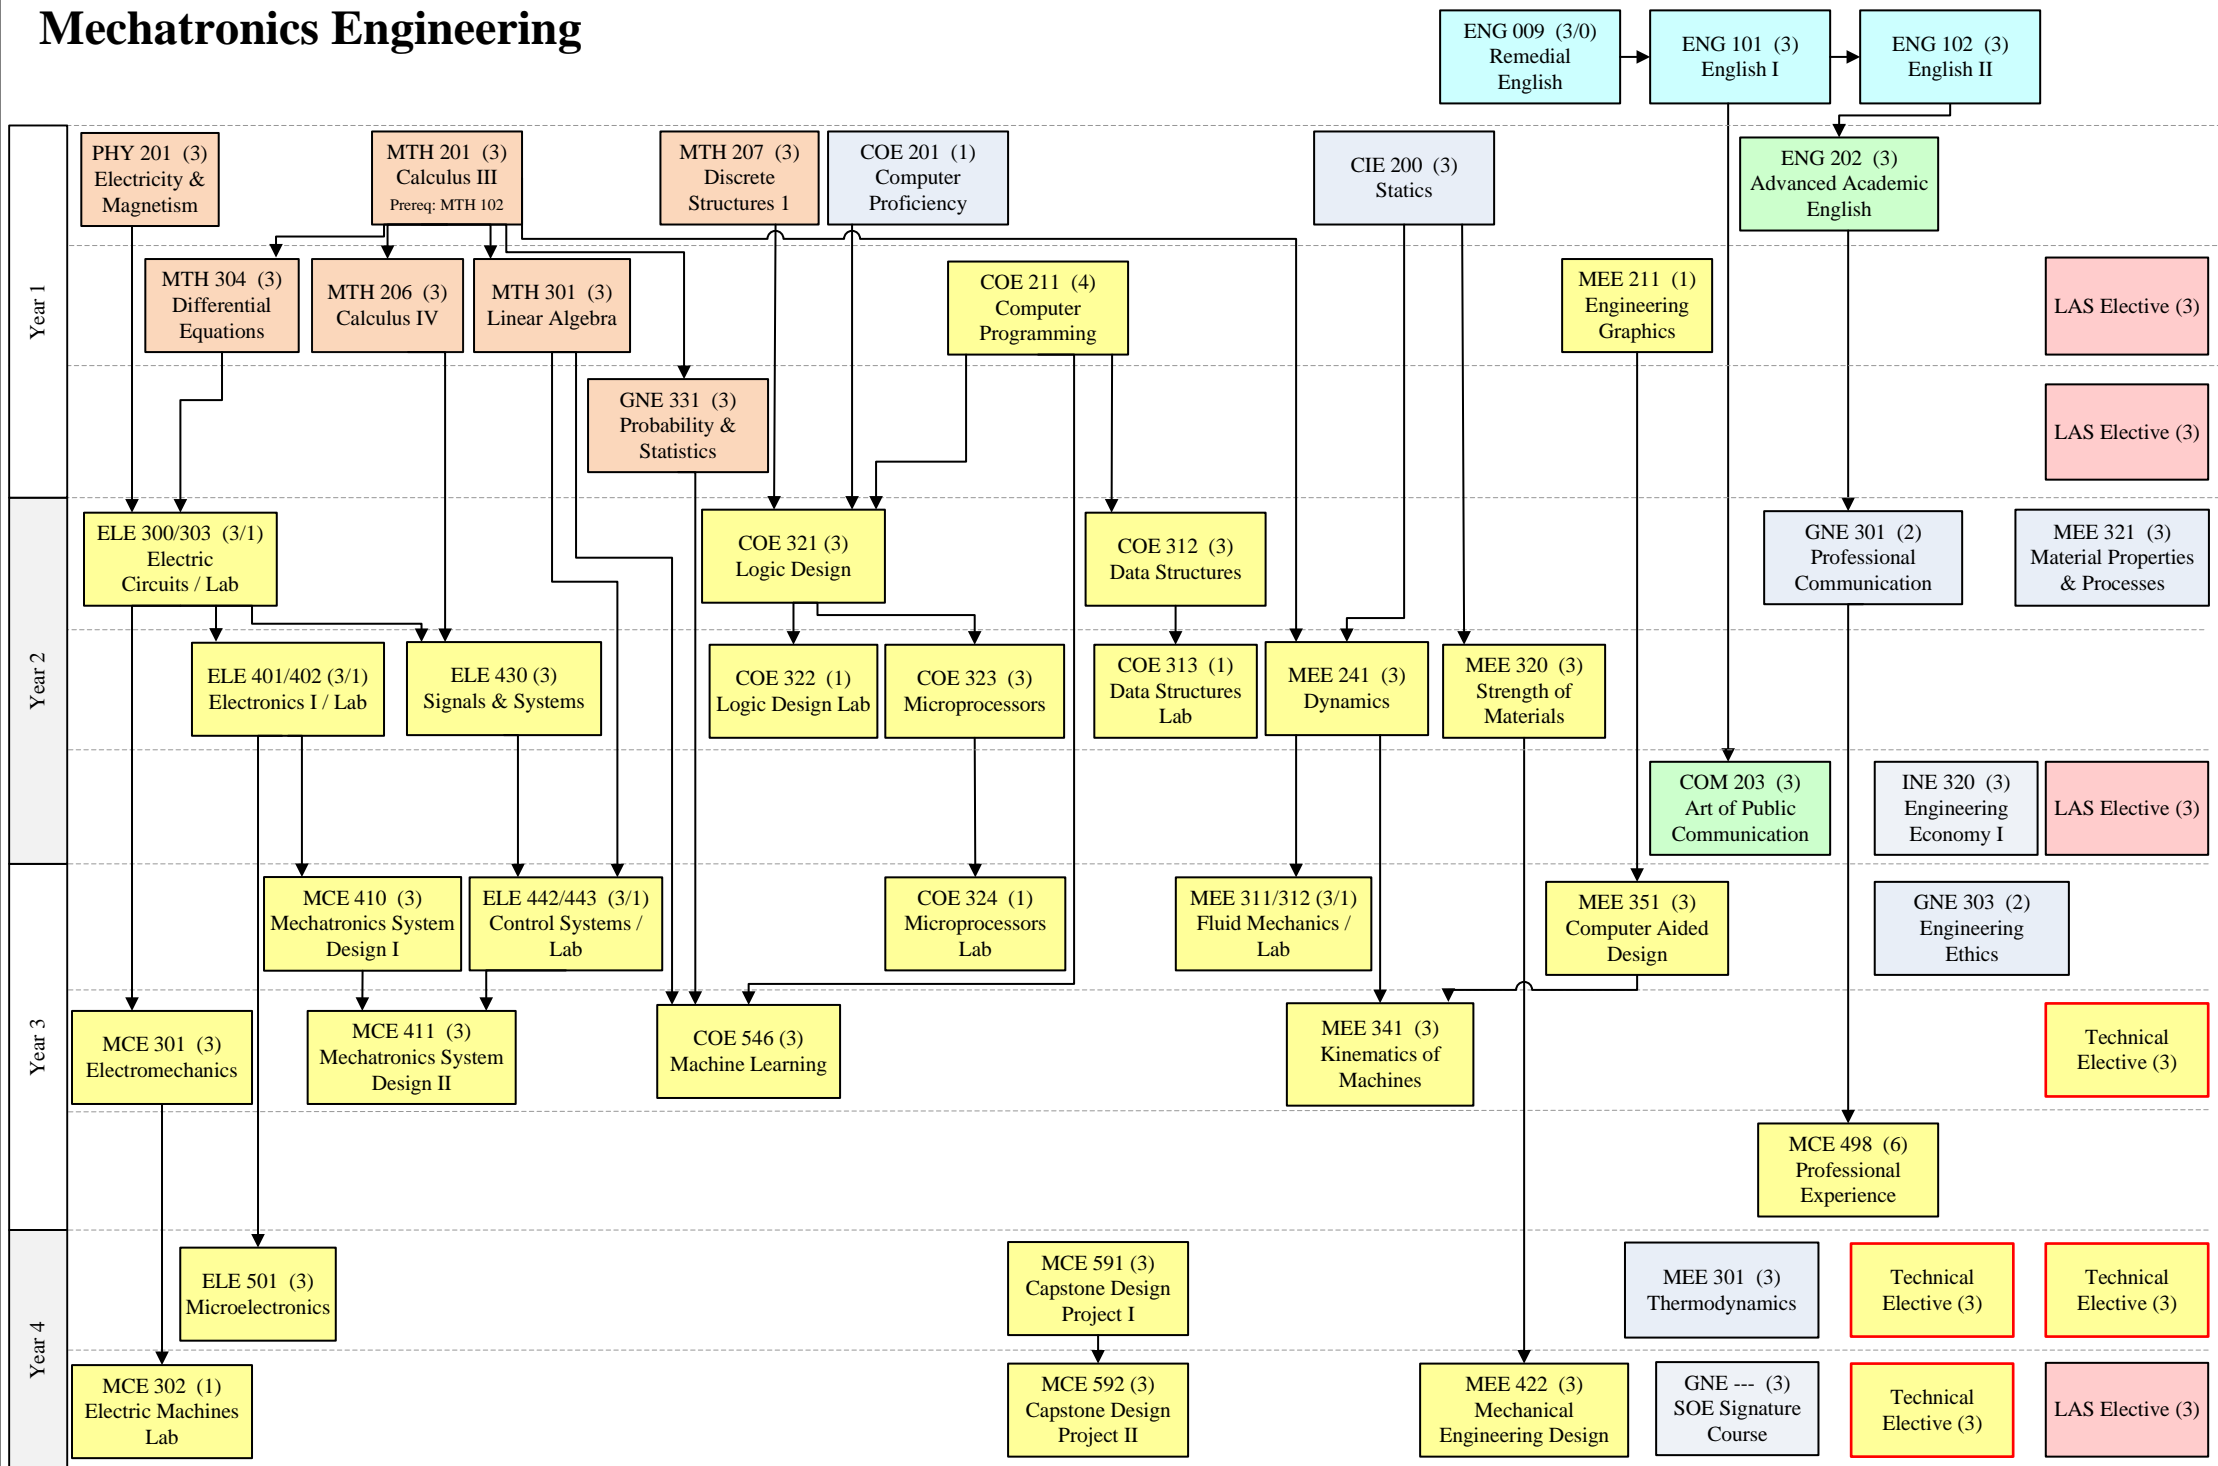 Mechatronics Engineering
ENG 009 (3/0)
Remedial
English
ENG 101 (3)
English I
ENG 102 (3)
English II
Year 1
PHY 201 (3)
Electricity &
Magnetism
MTH 201 (3)
Calculus III
Prereq: MTH 102
MTH 207 (3)
Discrete
Structures 1
COE 201 (1)
Computer
Proficiency
CIE 200 (3)
Statics
ENG 202 (3)
Advanced Academic
English
MTH 304 (3)
Differential
Equations
MTH 206 (3)
Calculus IV
MTH 301 (3)
Linear Algebra
COE 211 (4)
Computer
Programming
MEE 211 (1)
Engineering
Graphics
LAS Elective (3)
GNE 331 (3)
Probability &
Statistics
LAS Elective (3)
Year 2
ELE 300/303 (3/1)
Electric
Circuits / Lab
COE 321 (3)
Logic Design
COE 312 (3)
Data Structures
GNE 301 (2)
Professional
Communication
MEE 321 (3)
Material Properties
& Processes
ELE 401/402 (3/1)
Electronics I / Lab
ELE 430 (3)
Signals & Systems
COE 322 (1)
Logic Design Lab
COE 323 (3)
Microprocessors
COE 313 (1)
Data Structures
Lab
MEE 241 (3)
Dynamics
MEE 320 (3)
Strength of
Materials
COM 203 (3)
Art of Public
Communication
INE 320 (3)
Engineering
Economy I
LAS Elective (3)
Year 3
MCE 410 (3)
Mechatronics System
Design I
ELE 442/443 (3/1)
Control Systems /
Lab
COE 324 (1)
Microprocessors
Lab
MEE 311/312 (3/1)
Fluid Mechanics /
Lab
MEE 351 (3)
Computer Aided
Design
GNE 303 (2)
Engineering
Ethics
MCE 301 (3)
Electromechanics
MCE 411 (3)
Mechatronics System
Design II
COE 546 (3)
Machine Learning
MEE 341 (3)
Kinematics of
Machines
Technical
Elective (3)
MCE 498 (6)
Professional
Experience
Year 4
ELE 501 (3)
Microelectronics
MCE 591 (3)
Capstone Design
Project I
MEE 301 (3)
Thermodynamics
Technical
Elective (3)
Technical
Elective (3)
MCE 302 (1)
Electric Machines
Lab
MCE 592 (3)
Capstone Design
Project II
MEE 422 (3)
Mechanical
Engineering Design
GNE --- (3)
SOE Signature
Course
Technical
Elective (3)
LAS Elective (3)